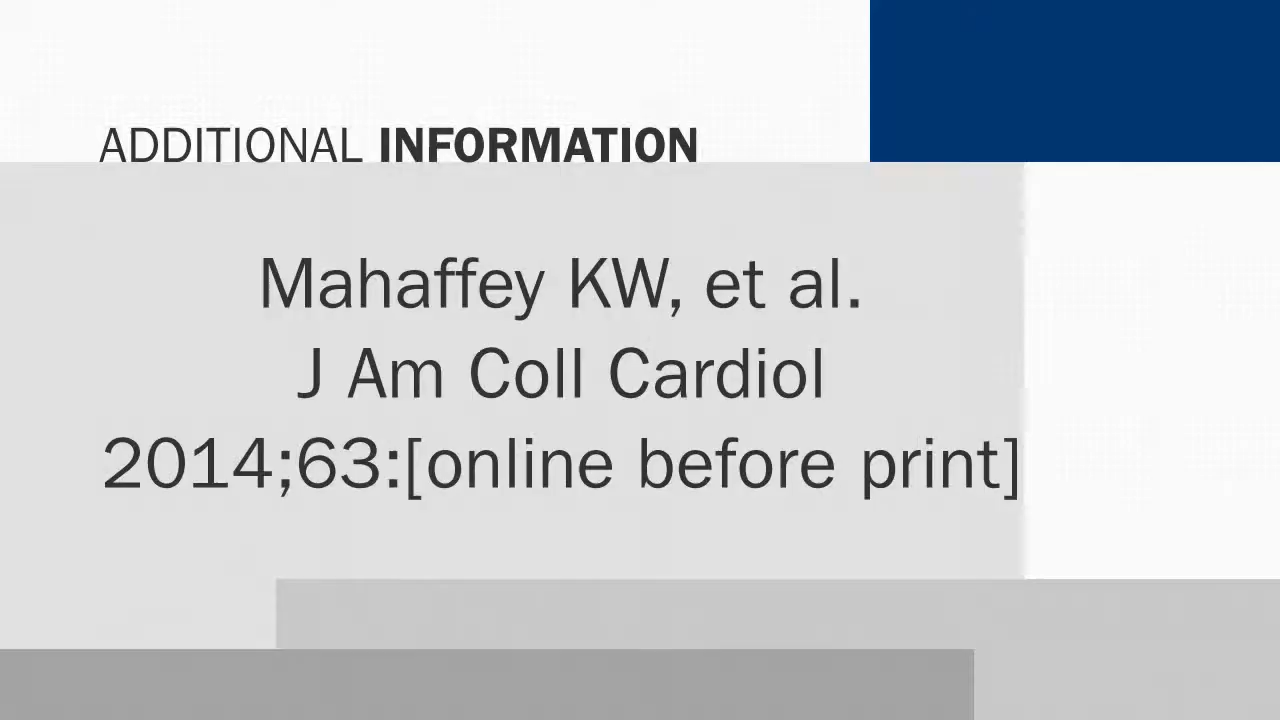 ADDITIONAL INFORMATION
Mahaffey KW, et al.
J Am Coll Cardiol
2014;63:[online before print]